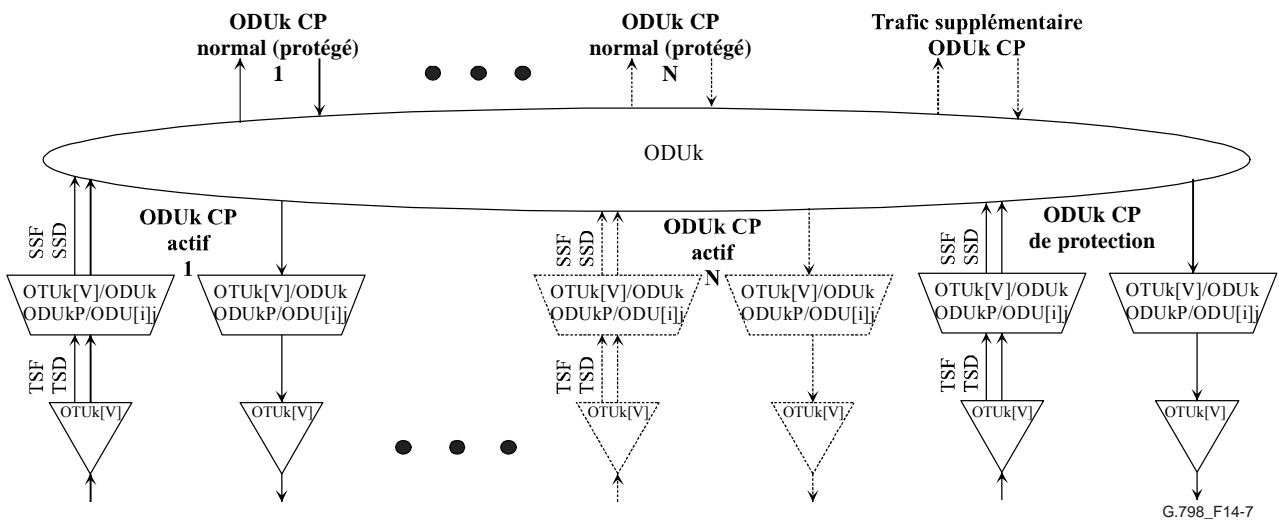 ODUk CP
normal (protégé)
1
ODUk CP
normal (protégé)
N
Trafic supplémentaire
ODUk CP
ODUk
SSF
SSD
ODUk CP
actif
1
SSF
SSD
ODUk CP
actif
N
SSF
SSD
ODUk CP
de protection
OTUk[V]/ODUk
ODUkP/ODU[i]j
OTUk[V]/ODUk
ODUkP/ODU[i]j
OTUk[V]/ODUk
ODUkP/ODU[i]j
OTUk[V]/ODUk
ODUkP/ODU[i]j
OTUk[V]/ODUk
ODUkP/ODU[i]j
OTUk[V]/ODUk
ODUkP/ODU[i]j
TSF
TSD
TSF
TSD
TSF
TSD
OTUk[V]
OTUk[V]
OTUk[V]
OTUk[V]
OTUk[V]
OTUk[V]
G.798_F14-7